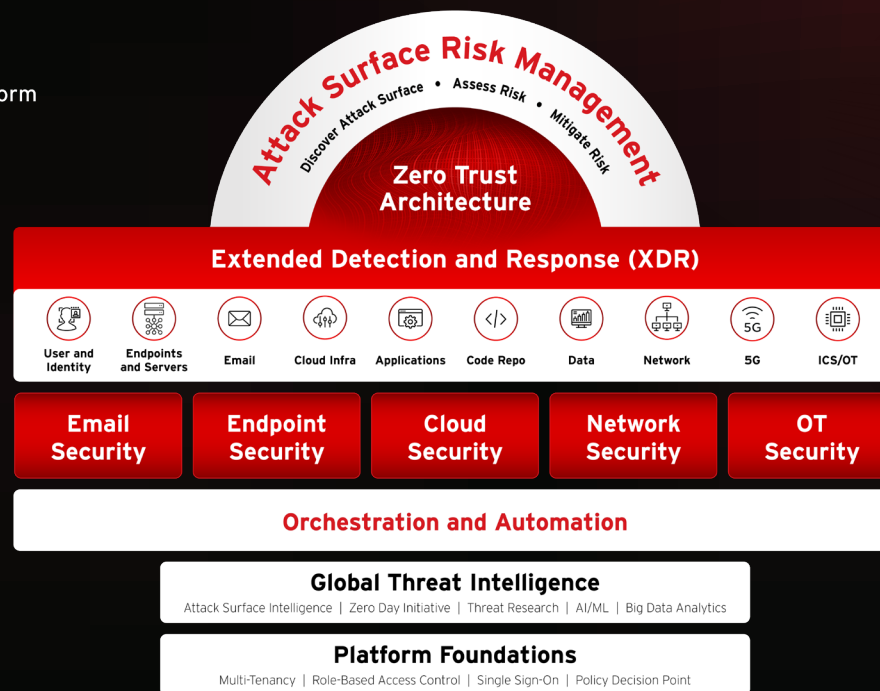 orm
Attack Surface Risk Management
Discover Attack Surface • Assess Risk • Mitigate Risk
Zero Trust
Architecture
Extended Detection and Response (XDR)
5G
User and
Identity
Endpoints
and Servers
Email
Cloud Infra
Applications
Code Repo
Data
Network
5G
ICS/OT
Email
Security
Endpoint
Security
Cloud
Security
Network
Security
OT
Security
Orchestration and Automation
Global Threat Intelligence
Attack Surface Intelligence | Zero Day Initiative | Threat Research | AI/ML | Big Data Analytics
Platform Foundations
Multi-Tenancy | Role-Based Access Control | Single Sign-On | Policy Decision Point